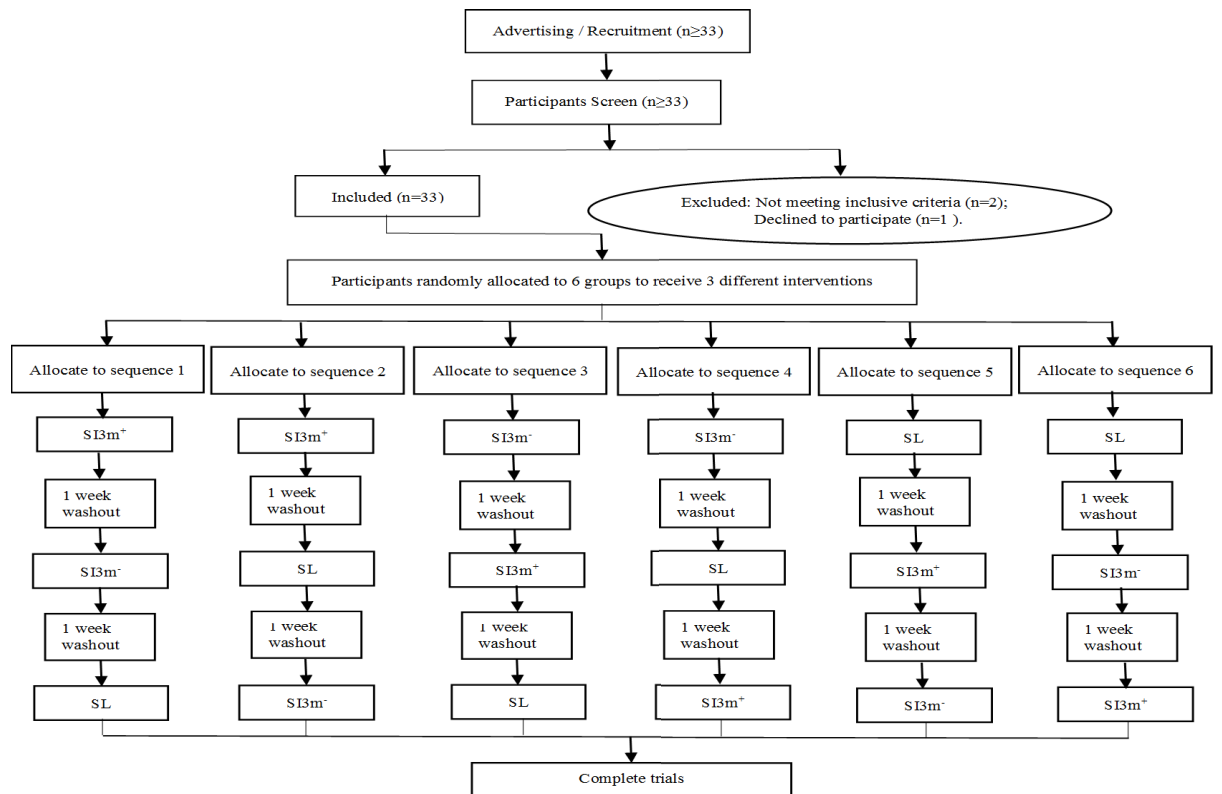 Advertising / Recruitment (n≥33)
Participants Screen (n≥33)
Included (n=33)
Excluded: Not meeting inclusive criteria (n=2);
Declined to participate (n=1 ).
Participants randomly allocated to 6 groups to receive 3 different interventions
Allocate to sequence 1
Allocate to sequence 2
Allocate to sequence 3
Allocate to sequence 4
Allocate to sequence 5
Allocate to sequence 6
SI3m⁺
SI3m⁺
SI3m⁻
SI3m⁻
SL
SL
1 week
washout
1 week
washout
1 week
washout
1 week
washout
1 week
washout
1 week
washout
SI3m⁻
SL
SI3m⁺
SL
SI3m⁺
SI3m⁻
1 week
washout
1 week
washout
1 week
washout
1 week
washout
1 week
washout
1 week
washout
SL
SI3m⁻
SL
SI3m⁺
SI3m⁻
SI3m⁺
Complete trials